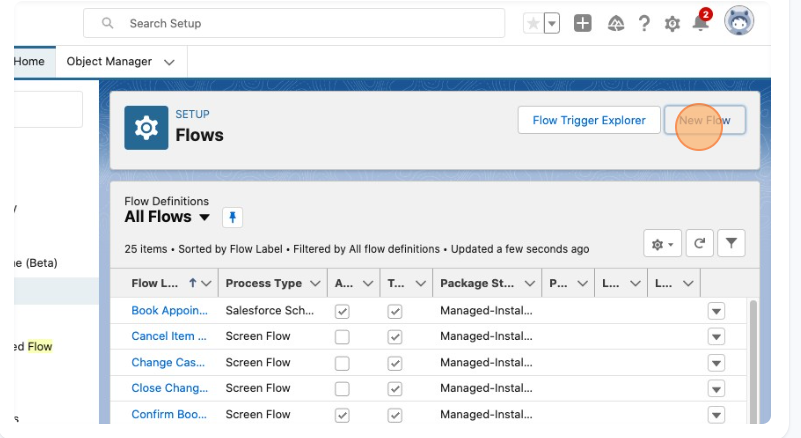 Search Setup
2
Home
Object Manager
SETUP
Flows
Flow Trigger Explorer
New Flow
Flow Definitions
All Flows
25 items • Sorted by Flow Label • Filtered by All flow definitions • Updated a few seconds ago
Flow L... Process Type A... T... Package St... P... L... L...
Book Appoin... Salesforce Sch... Managed-Instal...
Cancel Item ... Screen Flow Managed-Instal...
Change Cas... Screen Flow Managed-Instal...
Close Chang... Screen Flow Managed-Instal...
Confirm Boo... Screen Flow Managed-Instal...
y
e (Beta)
ed Flow
s